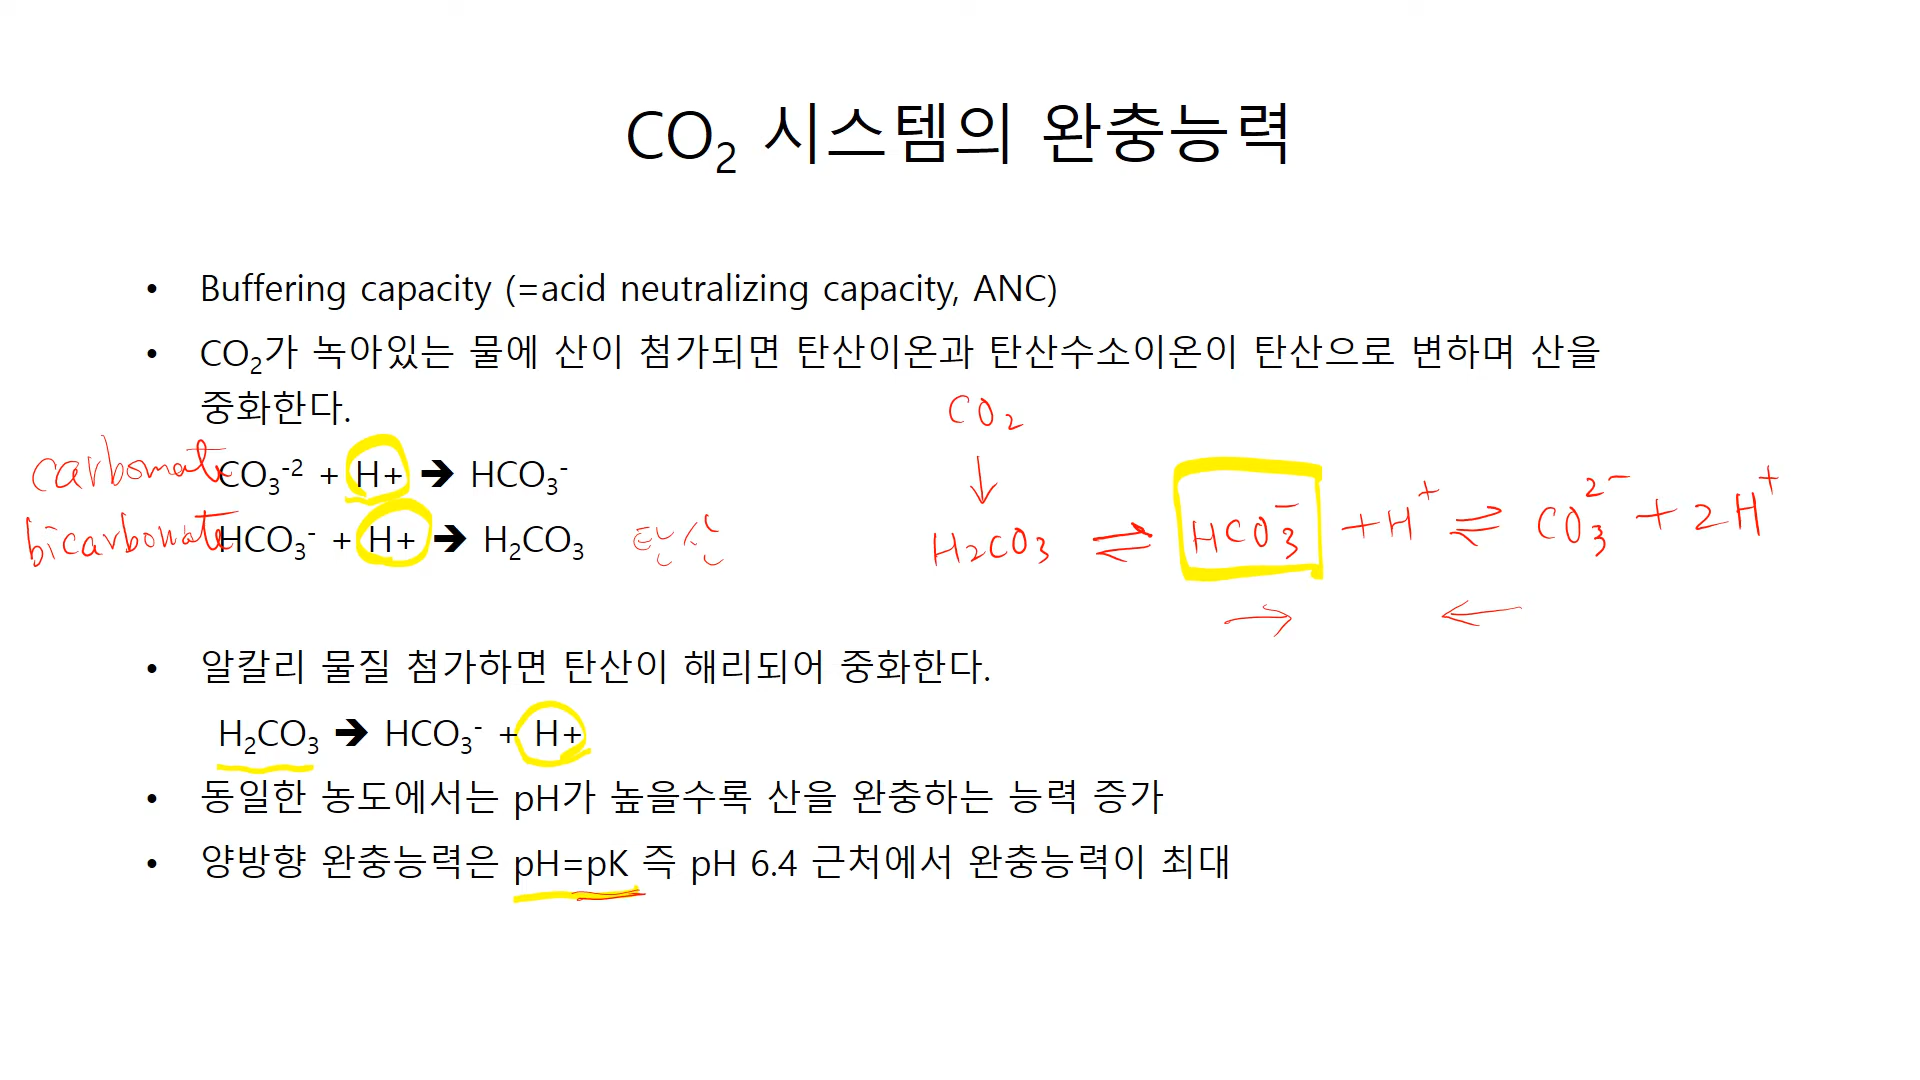 CO₂ 시스템의 완충능력
• Buffering capacity (=acid neutralizing capacity, ANC)
• CO₂가 녹아있는 물에 산이 첨가되면 탄산이온과 탄산수소이온이 탄산으로 변하며 산을
중화한다.
CO₂
↓
carbonate CO₃⁻² + H+ ➔ HCO₃⁻
bicarbonate HCO₃⁻ + H+ ➔ H₂CO₃ 탄산
H₂CO₃ ⇌ HCO₃⁻ + H⁺ ⇌ CO₃²⁻ + 2H⁺
→ ←
• 알칼리 물질 첨가하면 탄산이 해리되어 중화한다.
H₂CO₃ ➔ HCO₃⁻ + H+
• 동일한 농도에서는 pH가 높을수록 산을 완충하는 능력 증가
• 양방향 완충능력은 pH=pK 즉 pH 6.4 근처에서 완충능력이 최대